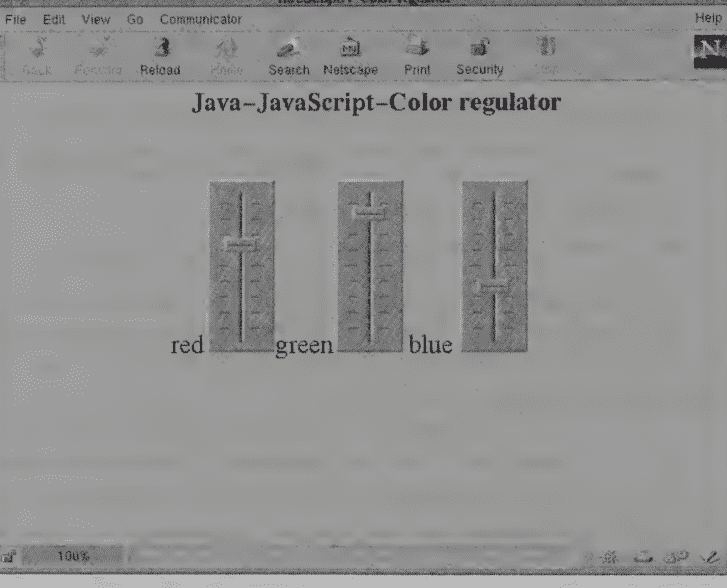 File Edit View Go Communicator Help
Reload Search Netscape Print Security
N
Java-JavaScript-Color regulator
red green blue
100%